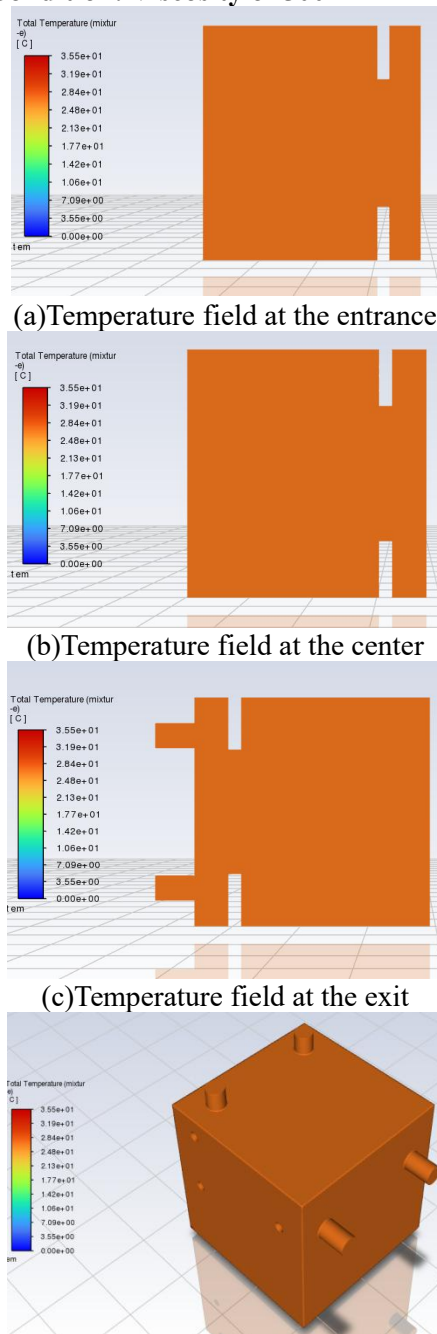 Viscosity of
Total Temperature (mixtur
-e)
[ C ]
3.55e+01
3.19e+01
2.84e+01
2.48e+01
2.13e+01
1.77e+01
1.42e+01
1.06e+01
7.09e+00
3.55e+00
0.00e+00
t em
(a)Temperature field at the entrance
Total Temperature (mixtur
-e)
[ C ]
3.55e+01
3.19e+01
2.84e+01
2.48e+01
2.13e+01
1.77e+01
1.42e+01
1.06e+01
7.09e+00
3.55e+00
0.00e+00
t em
(b)Temperature field at the center
Total Temperature (mixtur
-e)
[ C ]
3.55e+01
3.19e+01
2.84e+01
2.48e+01
2.13e+01
1.77e+01
1.42e+01
1.06e+01
7.09e+00
3.55e+00
0.00e+00
t em
(c)Temperature field at the exit
Total Temperature (mixtur
e)
C ]
3.55e+01
3.19e+01
2.84e+01
2.48e+01
2.13e+01
1.77e+01
1.42e+01
1.06e+01
7.09e+00
3.55e+00
0.00e+00